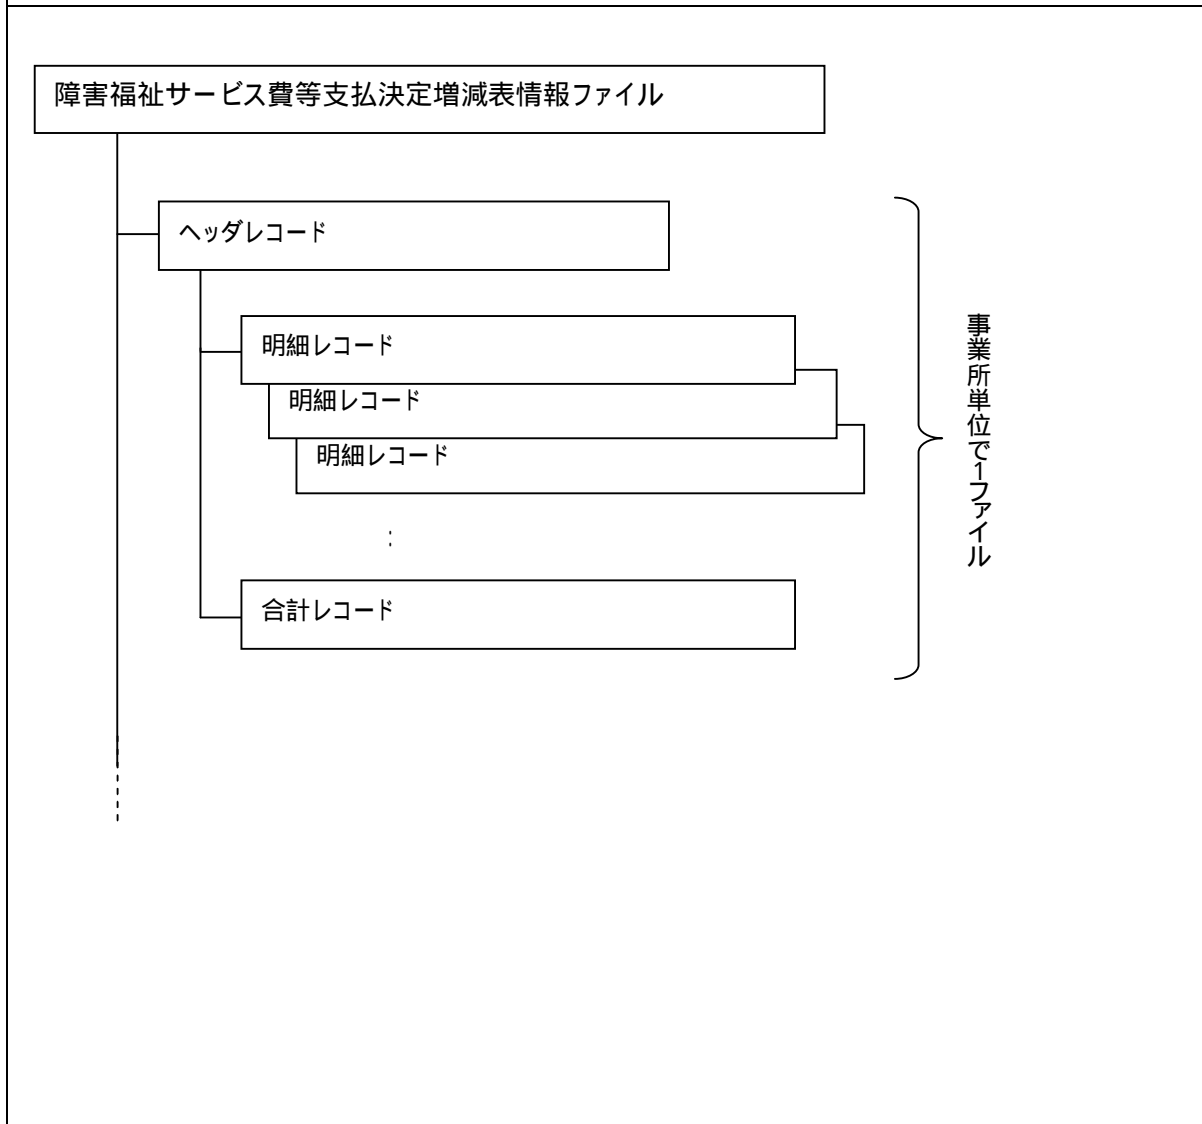 障害福祉サービス費等支払決定増減表情報ファイル
ヘッダレコード
明細レコード
明細レコード
明細レコード
:
合計レコード
事業所単位で1ファイル